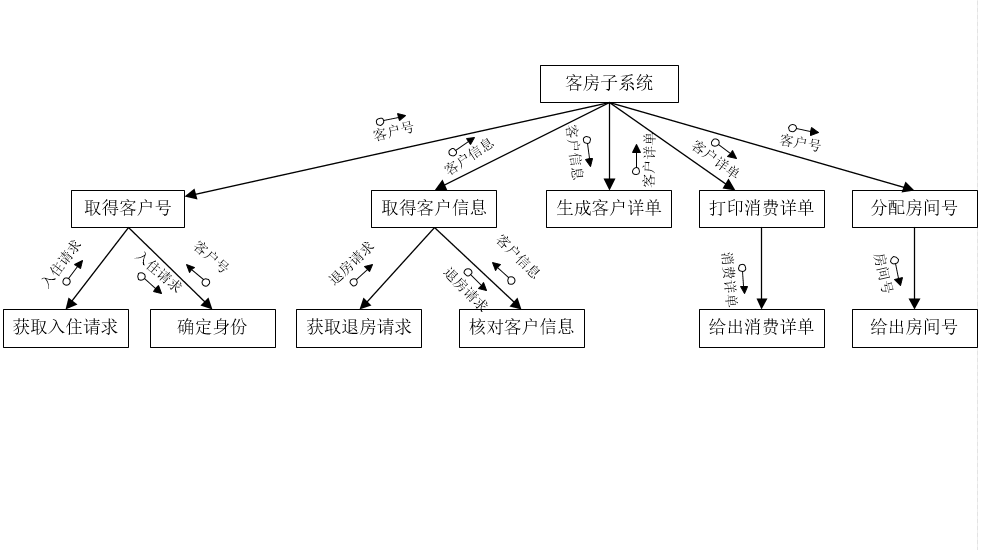 客房子系统
客户号
客户信息
客户信息
客户详单
客户详单
客户号
取得客户号
取得客户信息
生成客户详单
打印消费详单
分配房间号
入住请求
入住请求
客户号
退房请求
退房请求
客户信息
消费详单
房间号
获取入住请求
确定身份
获取退房请求
核对客户信息
给出消费详单
给出房间号